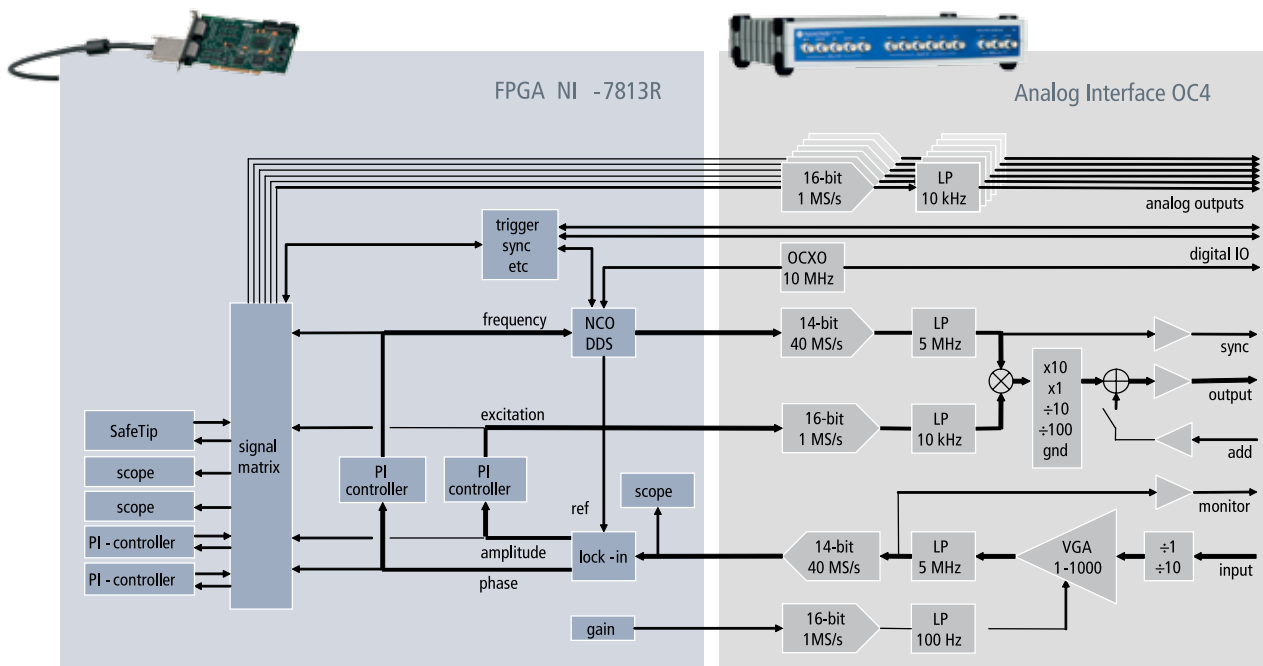 FPGA NI -7813R
Analog Interface OC4
16-bit
1 MS/s
LP
10 kHz
analog outputs
trigger
sync
etc
digital IO
OCXO
10 MHz
frequency
NCO
DDS
14-bit
40 MS/s
LP
5 MHz
sync
x10
x1
÷10
÷100
gnd
output
excitation
16-bit
1 MS/s
LP
10 kHz
add
SafeTip
signal
matrix
scope
scope
PI - controller
PI - controller
PI
controller
PI
controller
ref
scope
monitor
amplitude
phase
lock -in
14-bit
40 MS/s
LP
5 MHz
VGA
1-1000
÷1
÷10
input
gain
16-bit
1MS/s
LP
100 Hz